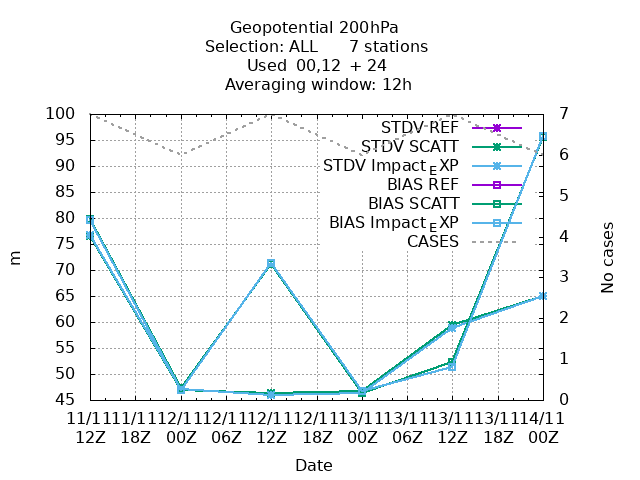 Geopotential 200hPa
Selection: ALL 7 stations
Used 00,12 + 24
Averaging window: 12h
100
95
90
85
80
75
70
65
60
55
50
45
m
7
6
5
4
3
2
1
0
No cases
STDV REF
STDV SCATT
STDV Impact_EXP
BIAS REF
BIAS SCATT
BIAS Impact_EXP
CASES
11/11 11/11 12/11 12/11 12/11 12/11 13/11 13/11 13/11 13/11 14/11
12Z 18Z 00Z 06Z 12Z 18Z 00Z 06Z 12Z 18Z 00Z
Date